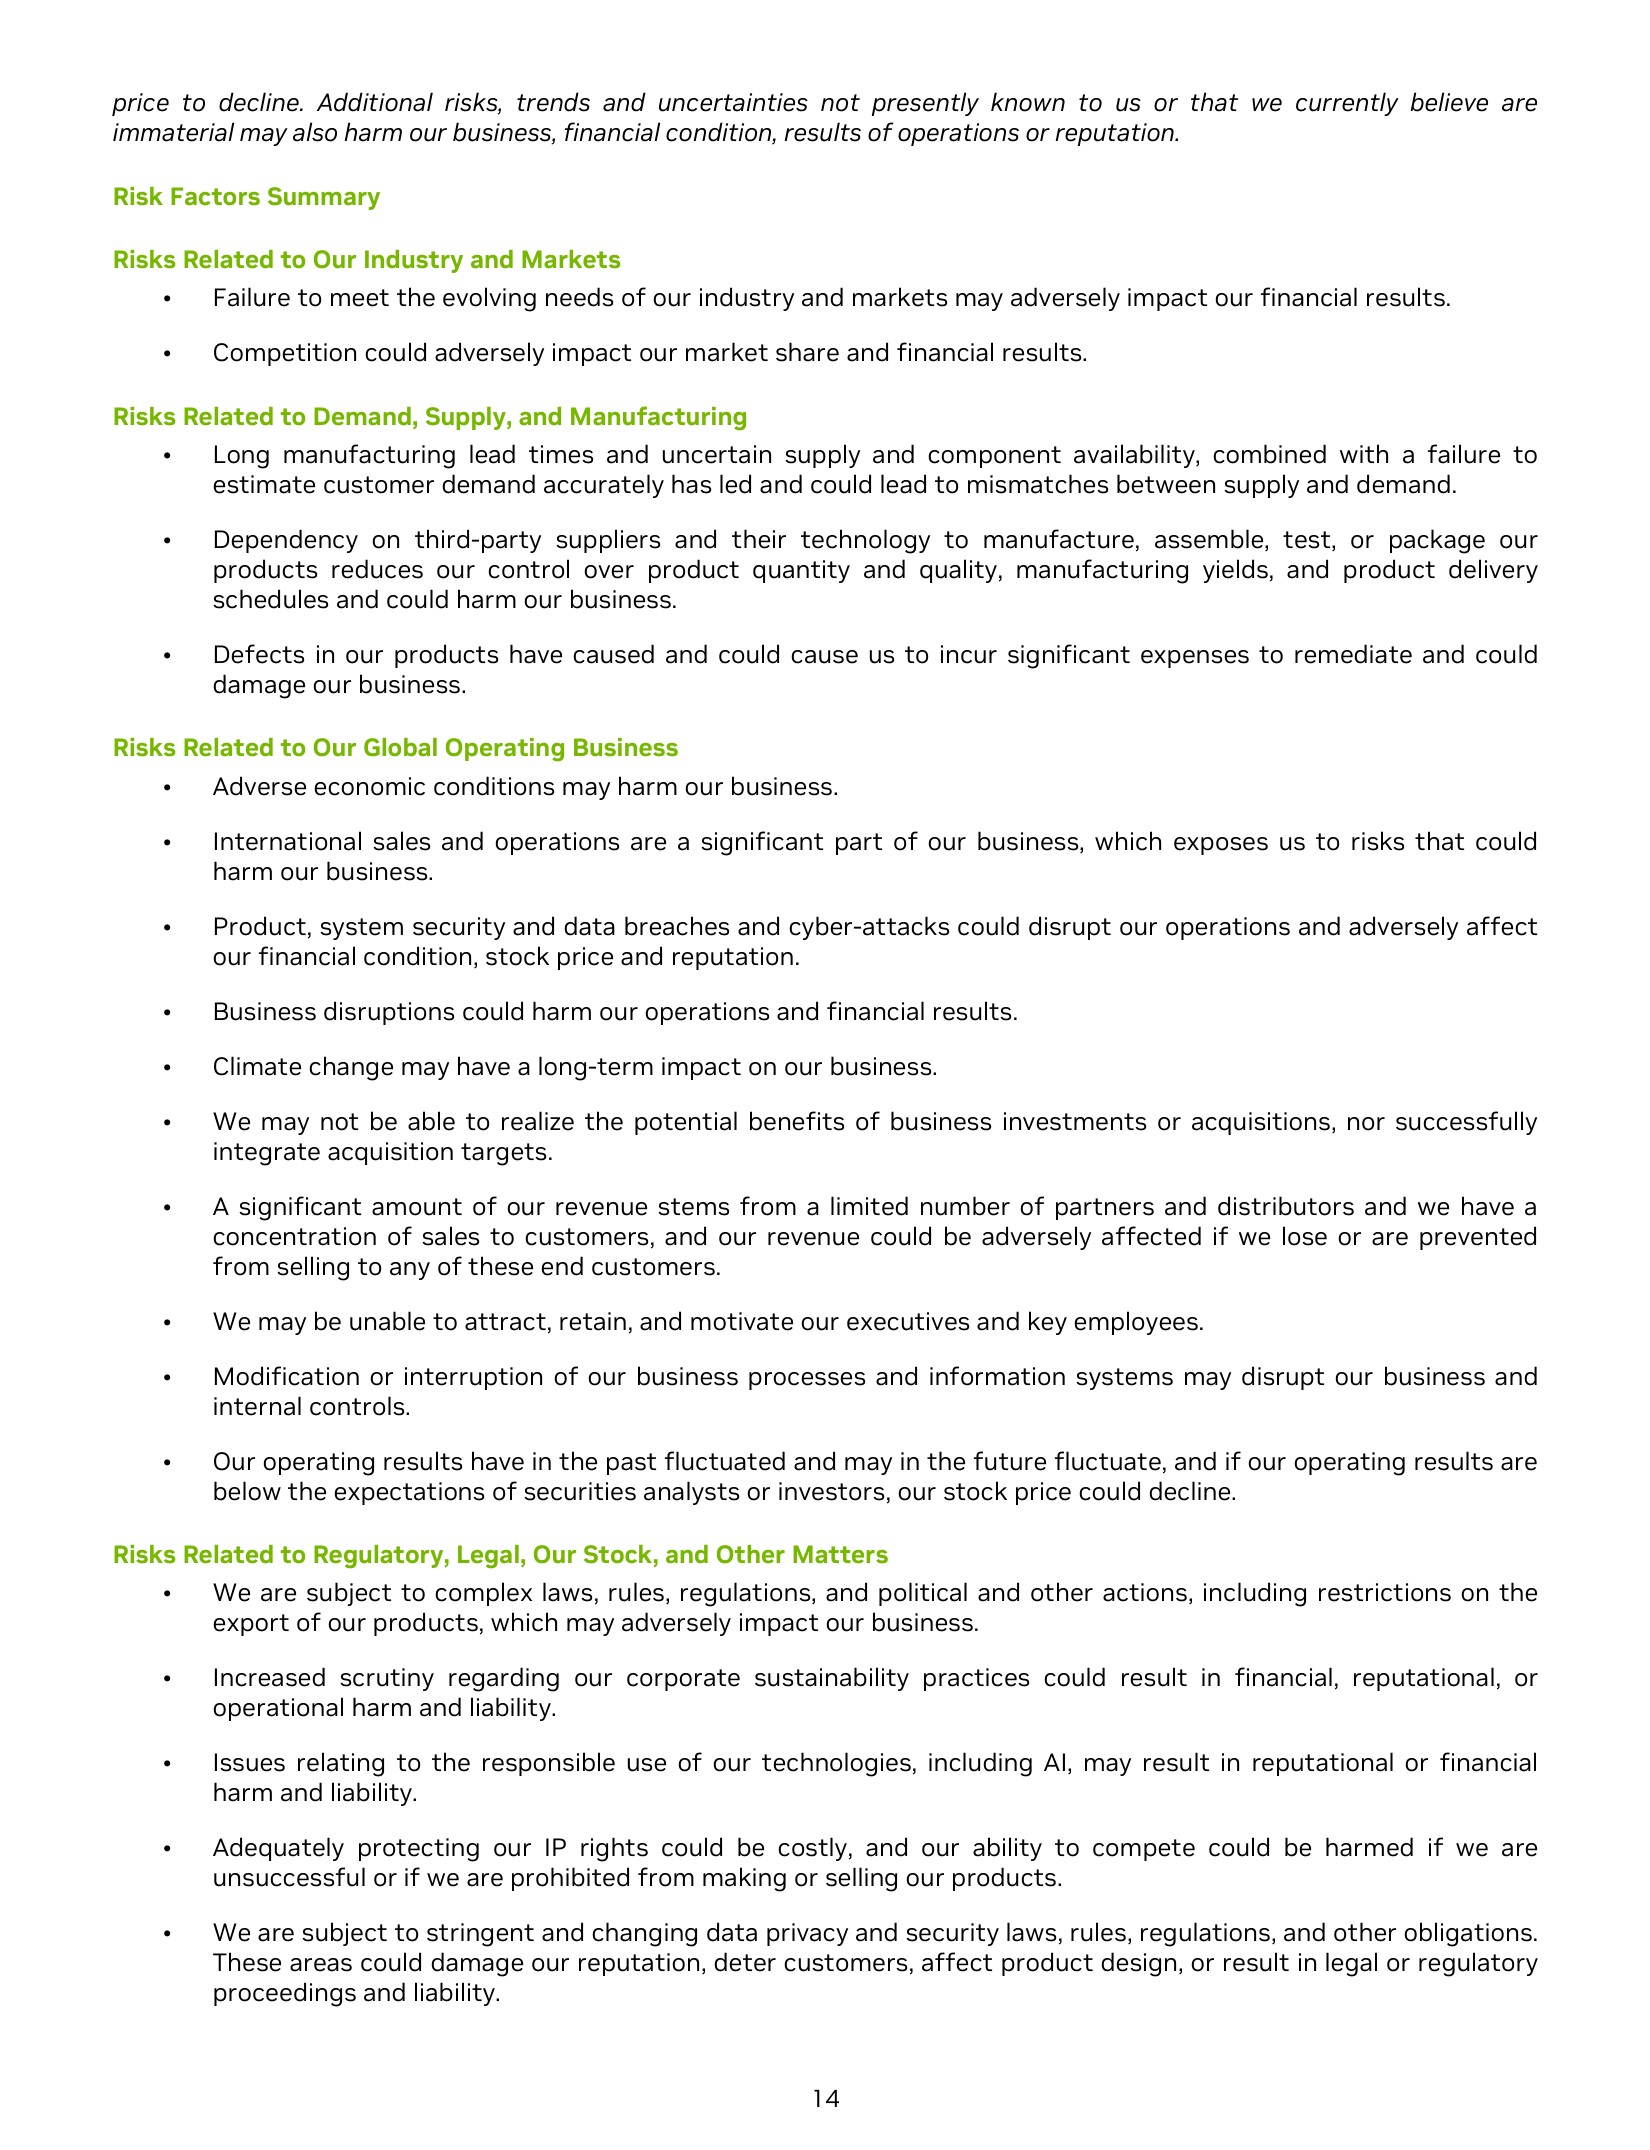 price to decline. Additional risks, trends and uncertainties not presently known to us or that we currently believe are
immaterial may also harm our business, financial condition, results of operations or reputation.
Risk Factors Summary
Risks Related to Our Industry and Markets
• Failure to meet the evolving needs of our industry and markets may adversely impact our financial results.
• Competition could adversely impact our market share and financial results.
Risks Related to Demand, Supply, and Manufacturing
• Long manufacturing lead times and uncertain supply and component availability, combined with a failure to
estimate customer demand accurately has led and could lead to mismatches between supply and demand.
• Dependency on third-party suppliers and their technology to manufacture, assemble, test, or package our
products reduces our control over product quantity and quality, manufacturing yields, and product delivery
schedules and could harm our business.
• Defects in our products have caused and could cause us to incur significant expenses to remediate and could
damage our business.
Risks Related to Our Global Operating Business
• Adverse economic conditions may harm our business.
• International sales and operations are a significant part of our business, which exposes us to risks that could
harm our business.
• Product, system security and data breaches and cyber-attacks could disrupt our operations and adversely affect
our financial condition, stock price and reputation.
• Business disruptions could harm our operations and financial results.
• Climate change may have a long-term impact on our business.
• We may not be able to realize the potential benefits of business investments or acquisitions, nor successfully
integrate acquisition targets.
• A significant amount of our revenue stems from a limited number of partners and distributors and we have a
concentration of sales to customers, and our revenue could be adversely affected if we lose or are prevented
from selling to any of these end customers.
• We may be unable to attract, retain, and motivate our executives and key employees.
• Modification or interruption of our business processes and information systems may disrupt our business and
internal controls.
• Our operating results have in the past fluctuated and may in the future fluctuate, and if our operating results are
below the expectations of securities analysts or investors, our stock price could decline.
Risks Related to Regulatory, Legal, Our Stock, and Other Matters
• We are subject to complex laws, rules, regulations, and political and other actions, including restrictions on the
export of our products, which may adversely impact our business.
• Increased scrutiny regarding our corporate sustainability practices could result in financial, reputational, or
operational harm and liability.
• Issues relating to the responsible use of our technologies, including AI, may result in reputational or financial
harm and liability.
• Adequately protecting our IP rights could be costly, and our ability to compete could be harmed if we are
unsuccessful or if we are prohibited from making or selling our products.
• We are subject to stringent and changing data privacy and security laws, rules, regulations, and other obligations.
These areas could damage our reputation, deter customers, affect product design, or result in legal or regulatory
proceedings and liability.
14